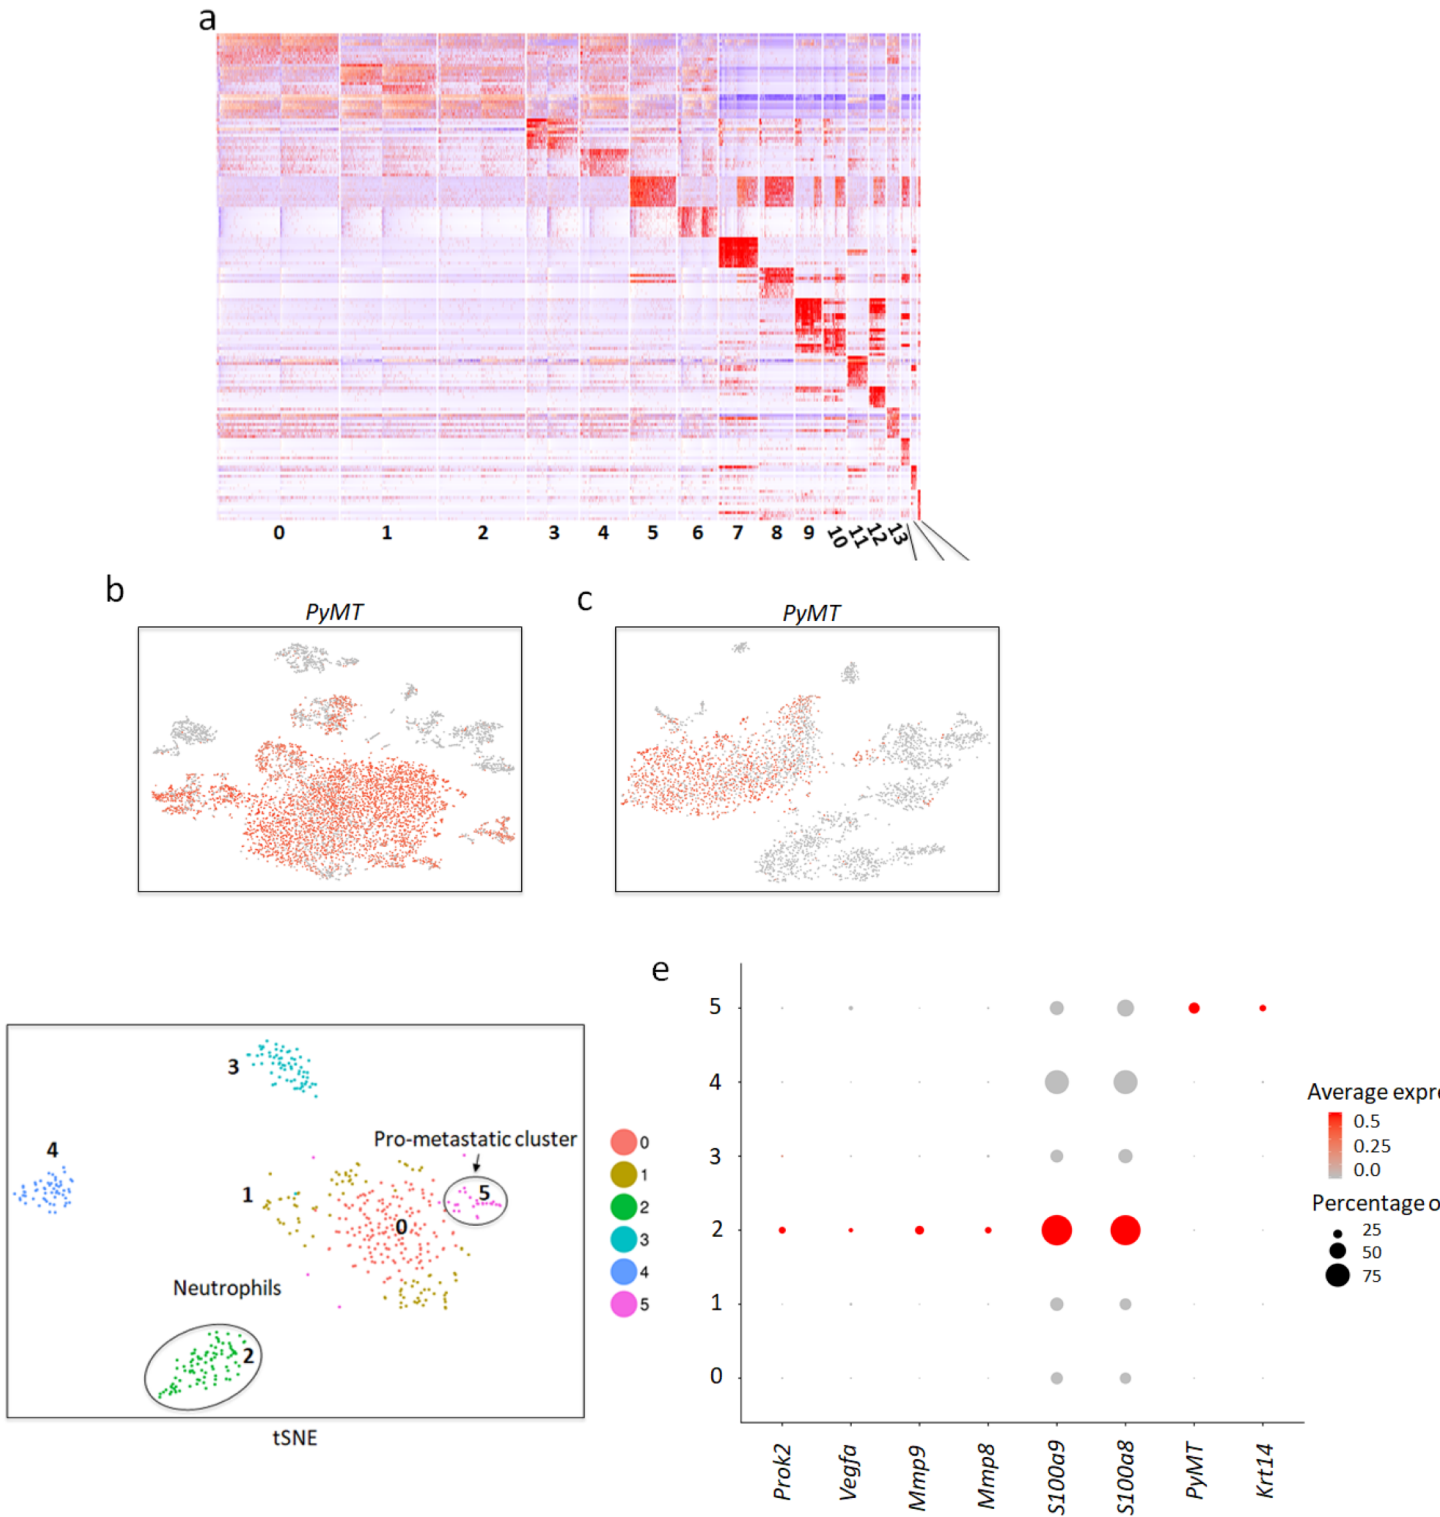 a
0 1 2 3 4 5 6 7 8 9 10 11 12 13
b
PyMT
c
PyMT
3
4
Pro-metastatic cluster
1
5
0
Neutrophils
2
tSNE
0
1
2
3
4
5
e
5
4
3
2
1
0
Prok2
Vegfa
Mmp9
Mmp8
S100a9
S100a8
PyMT
Krt14
Average expre
0.5
0.25
0.0
Percentage o
25
50
75